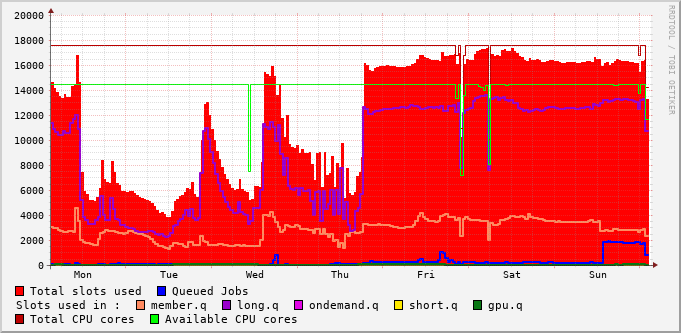 20000
18000
16000
14000
12000
10000
8000
6000
4000
2000
0
Mon Tue Wed Thu Fri Sat Sun
RRDTOOL / TOBI OETIKER
Total slots used Queued Jobs
Slots used in : member.q long.q ondemand.q short.q gpu.q
Total CPU cores Available CPU cores